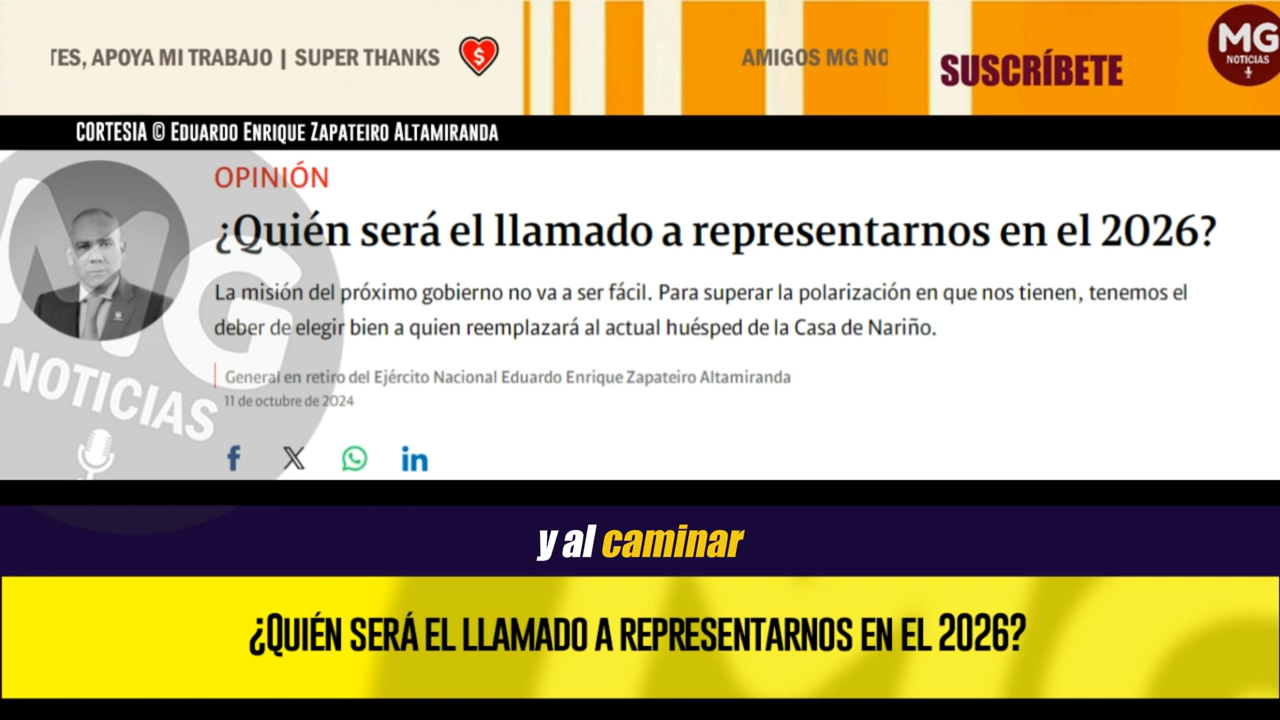 TES, APOYA MI TRABAJO | SUPER THANKS
AMIGOS MG NO
SUSCRÍBETE
MG
NOTICIAS
CORTESIA © EDUARDO ENRIQUE ZAPATEIRO ALTAMIRANDA
OPINIÓN
¿Quién será el llamado a representarnos en el 2026?
La misión del próximo gobierno no va a ser fácil. Para superar la polarización en que nos tienen, tenemos el
deber de elegir bien a quien reemplazará al actual huésped de la Casa de Nariño.
General en retiro del Ejército Nacional Eduardo Enrique Zapateiro Altamiranda
11 de octubre de 2024
MG
NOTICIAS
y al caminar
¿QUIÉN SERÁ EL LLAMADO A REPRESENTARNOS EN EL 2026?